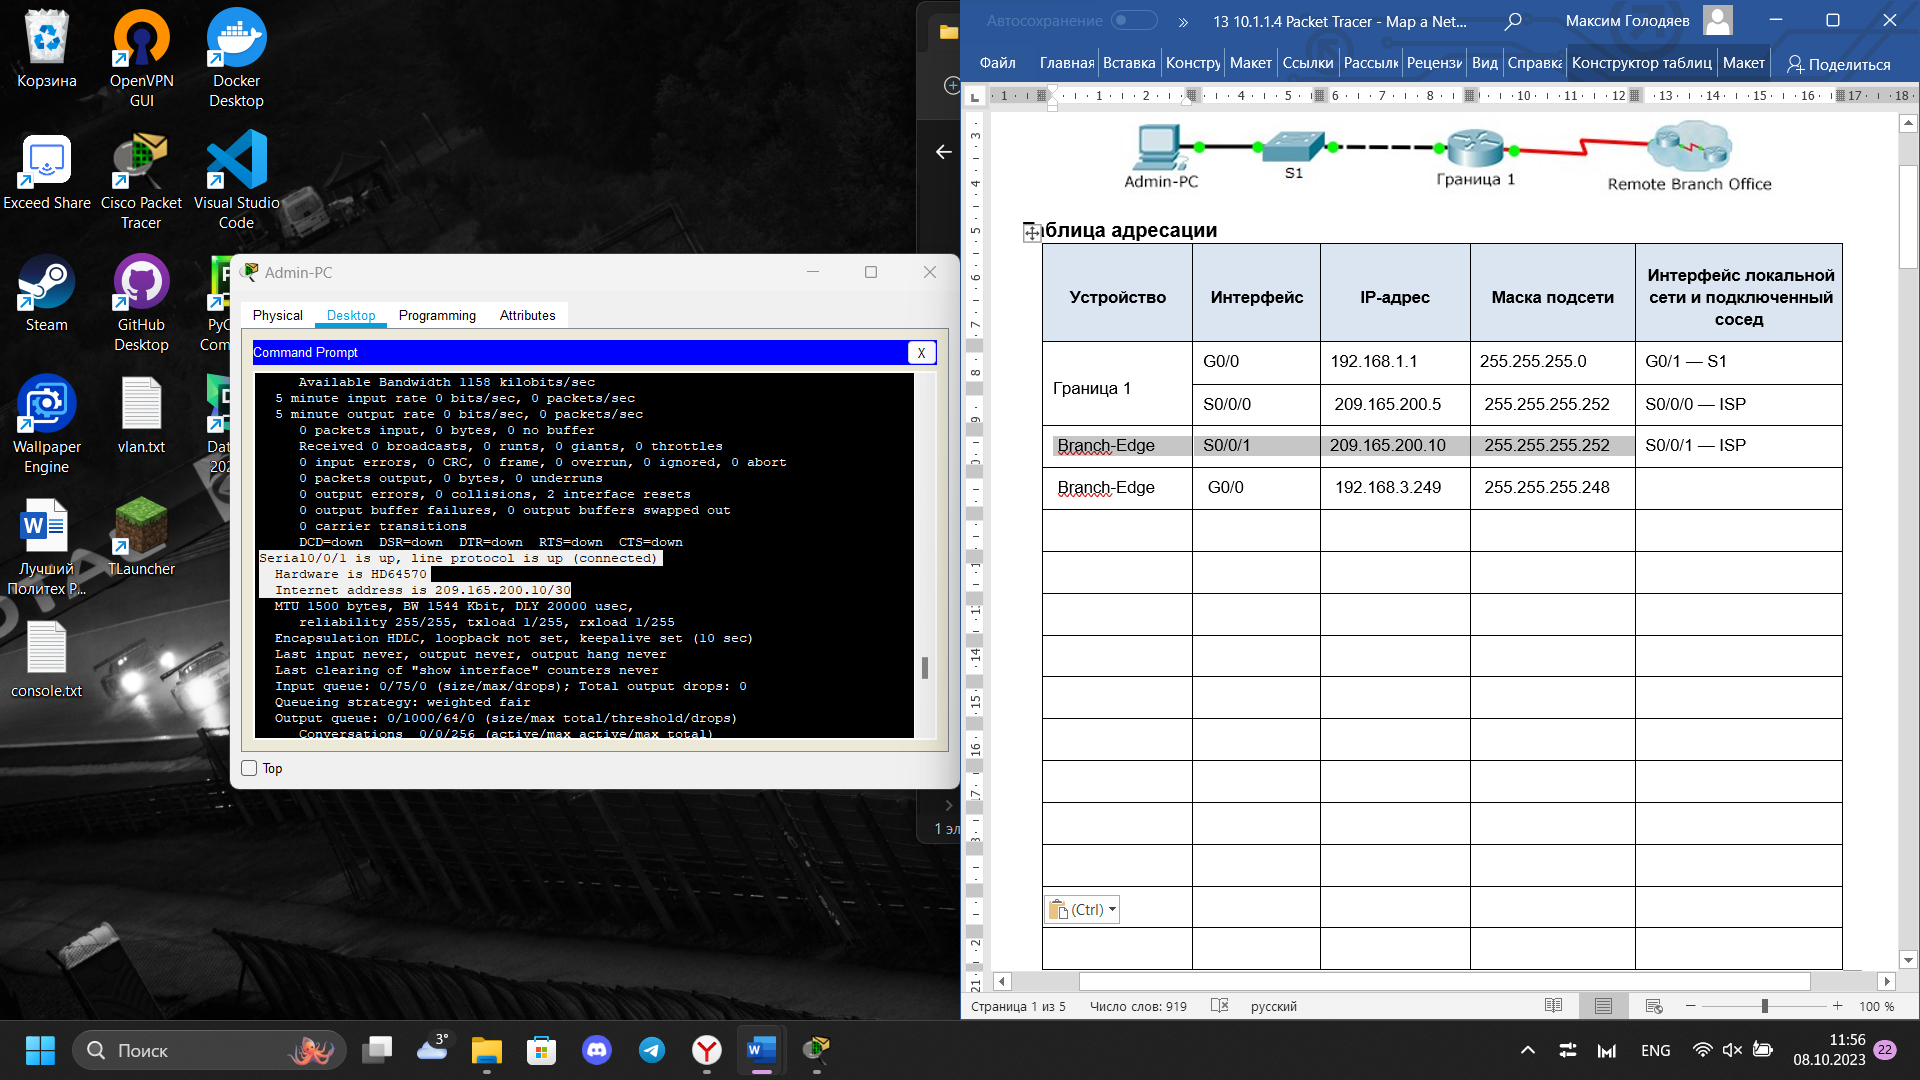 Корзина
OpenVPN GUI
Docker Desktop
Exceed Share
Cisco Packet Tracer
Visual Studio Code
Steam
GitHub Desktop
Wallpaper Engine
vlan.txt
Лучший Политех Р...
TLauncher
console.txt
1 эл
Admin-PC
Physical
Desktop
Programming
Attributes
Command Prompt
X
Available Bandwidth 1158 kilobits/sec
5 minute input rate 0 bits/sec, 0 packets/sec
5 minute output rate 0 bits/sec, 0 packets/sec
0 packets input, 0 bytes, 0 no buffer
Received 0 broadcasts, 0 runts, 0 giants, 0 throttles
0 input errors, 0 CRC, 0 frame, 0 overrun, 0 ignored, 0 abort
0 packets output, 0 bytes, 0 underruns
0 output errors, 0 collisions, 2 interface resets
0 output buffer failures, 0 output buffers swapped out
0 carrier transitions
DCD=down DSR=down DTR=down RTS=down CTS=down
Serial0/0/1 is up, line protocol is up (connected)
Hardware is HD64570
Internet address is 209.165.200.10/30
MTU 1500 bytes, BW 1544 Kbit, DLY 20000 usec,
reliability 255/255, txload 1/255, rxload 1/255
Encapsulation HDLC, loopback not set, keepalive set (10 sec)
Last input never, output never, output hang never
Last clearing of "show interface" counters never
Input queue: 0/75/0 (size/max/drops); Total output drops: 0
Queueing strategy: weighted fair
Output queue: 0/1000/64/0 (size/max total/threshold/drops)
Conversations 0/0/256 (active/max active/max total)
Top
Автосохранение
13 10.1.1.4 Packet Tracer - Map a Net...
Максим Голодяев
Файл
Главная
Вставка
Констру
Макет
Ссылки
Рассылк
Рецензи
Вид
Справка
Конструктор таблиц
Макет
Поделиться
Admin-PC
S1
Граница 1
Remote Branch Office
аблица адресации
Устройство Интерфейс IP-адрес Маска подсети Интерфейс локальной сети и подключенный сосед
Граница 1 G0/0 192.168.1.1 255.255.255.0 G0/1 — S1
S0/0/0 209.165.200.5 255.255.255.252 S0/0/0 — ISP
Branch-Edge S0/0/1 209.165.200.10 255.255.255.252 S0/0/1 — ISP
Branch-Edge G0/0 192.168.3.249 255.255.255.248
(Ctrl)
Страница 1 из 5
Число слов: 919
русский
100 %
Поиск
3°
ENG
11:56
08.10.2023
22